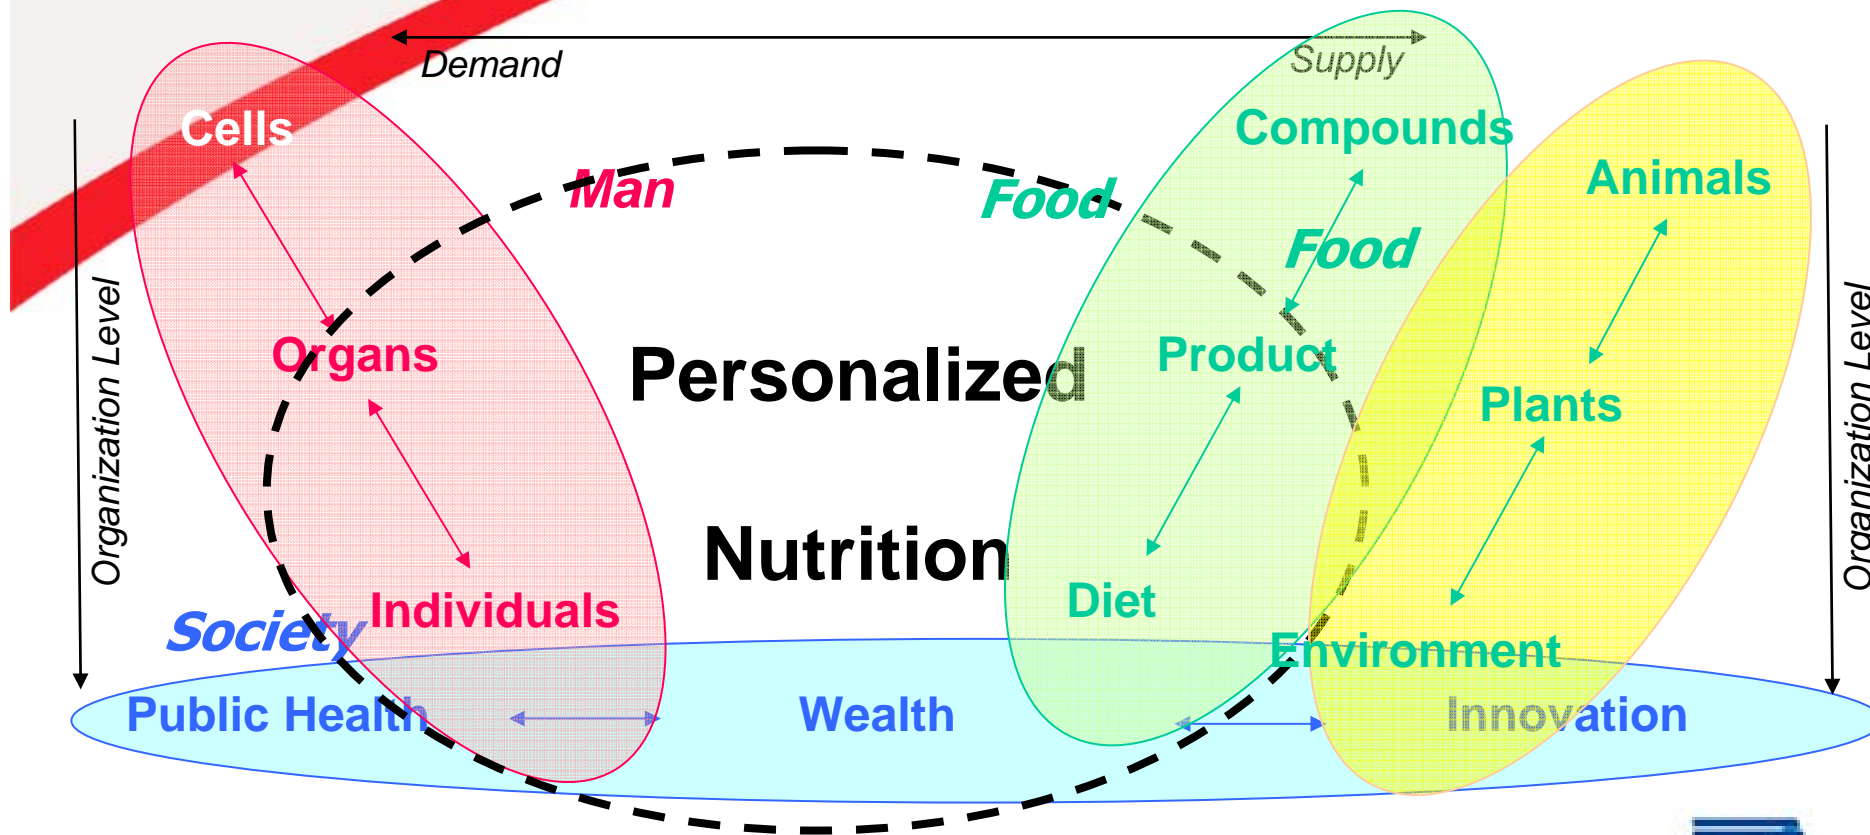 Demand
Supply
Cells
Compounds
Animals
Man
Food
Food
Organization Level
Organization Level
Organs
Personalized
Product
Plants
Nutrition
Individuals
Diet
Society
Environment
Public Health
Wealth
Innovation